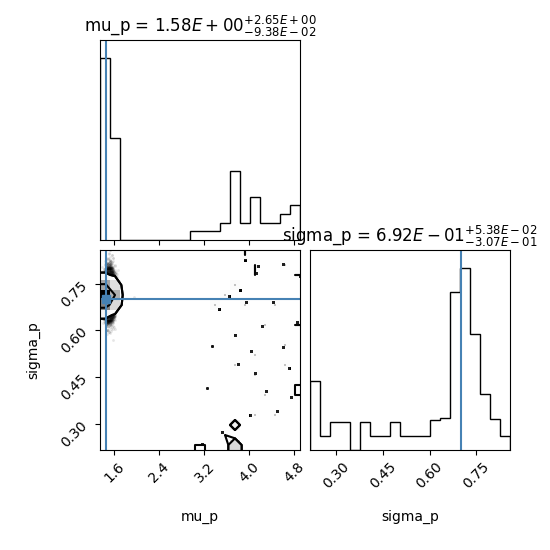 mu_p = 1.58E + 00+2.65E + 00 −9.38E − 02
sigma_p = 6.92E − 01+5.38E − 02 −3.07E − 01
sigma_p
0.75
0.60
0.45
0.30
1.6 2.4 3.2 4.0 4.8
0.30 0.45 0.60 0.75
mu_p
sigma_p